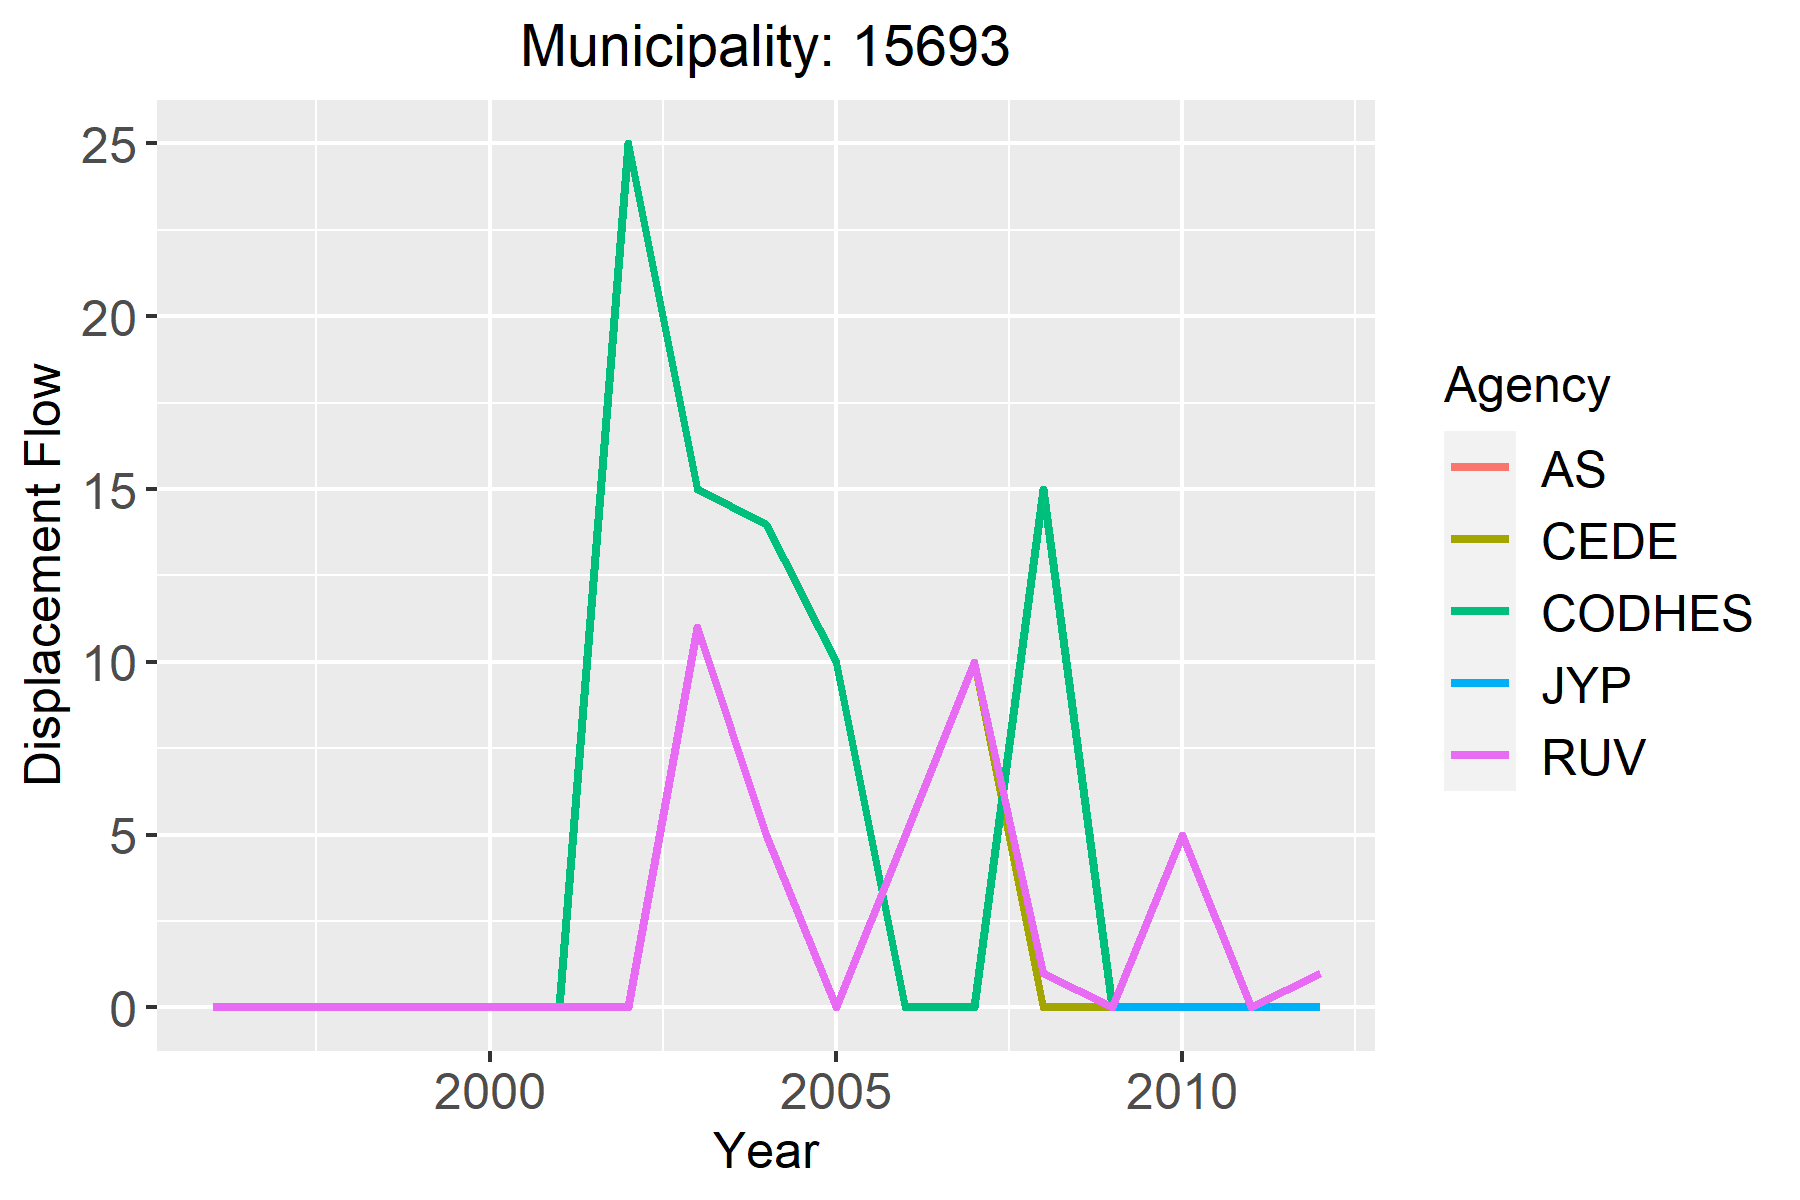 Municipality: 15693
25
20
15
10
5
0
Displacement Flow
2000 2005 2010
Year
Agency
AS
CEDE
CODHES
JYP
RUV